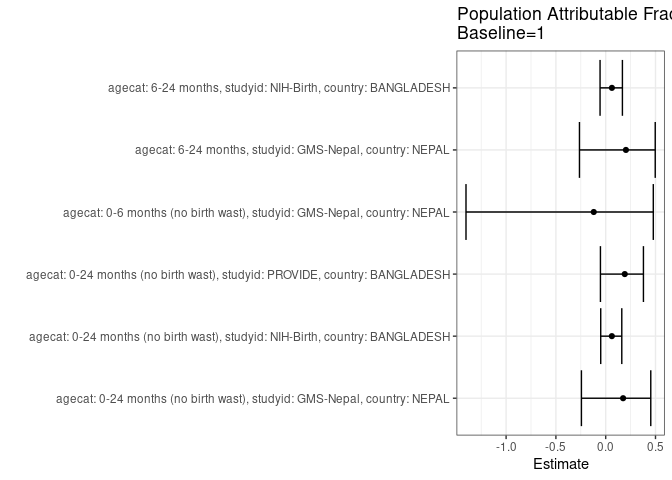 Population Attributable Frac
Baseline=1
agecat: 6-24 months, studyid: NIH-Birth, country: BANGLADESH
agecat: 6-24 months, studyid: GMS-Nepal, country: NEPAL
agecat: 0-6 months (no birth wast), studyid: GMS-Nepal, country: NEPAL
agecat: 0-24 months (no birth wast), studyid: PROVIDE, country: BANGLADESH
agecat: 0-24 months (no birth wast), studyid: NIH-Birth, country: BANGLADESH
agecat: 0-24 months (no birth wast), studyid: GMS-Nepal, country: NEPAL
-1.0 -0.5 0.0 0.5
Estimate